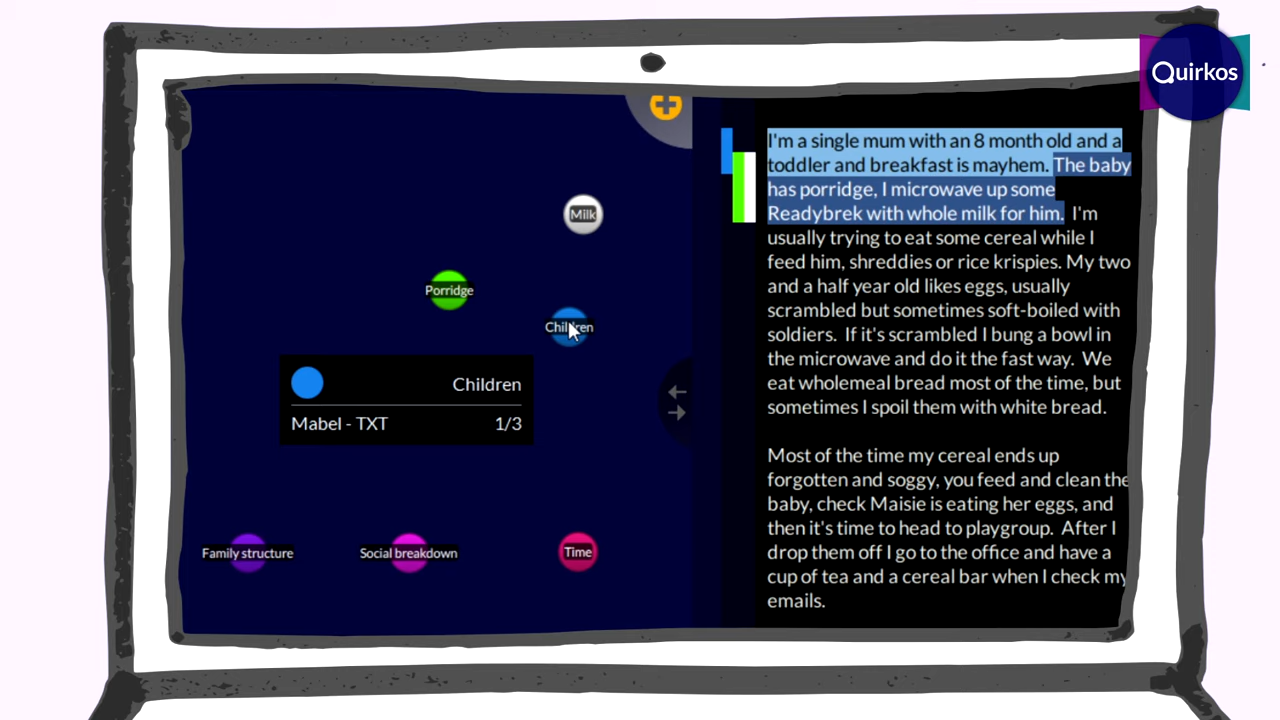 Quirkos
Milk
Porridge
Children
Children
Mabel - TXT 1/3
Family structure
Social breakdown
Time
I'm a single mum with an 8 month old and a
toddler and breakfast is mayhem. The baby
has porridge, I microwave up some
Readybrek with whole milk for him. I'm
usually trying to eat some cereal while I
feed him, shreddies or rice krispies. My two
and a half year old likes eggs, usually
scrambled but sometimes soft-boiled with
soldiers. If it's scrambled I bung a bowl in
the microwave and do it the fast way. We
eat wholemeal bread most of the time, but
sometimes I spoil them with white bread.
Most of the time my cereal ends up
forgotten and soggy, you feed and clean the
baby, check Maisie is eating her eggs, and
then it's time to head to playgroup. After I
drop them off I go to the office and have a
cup of tea and a cereal bar when I check my
emails.